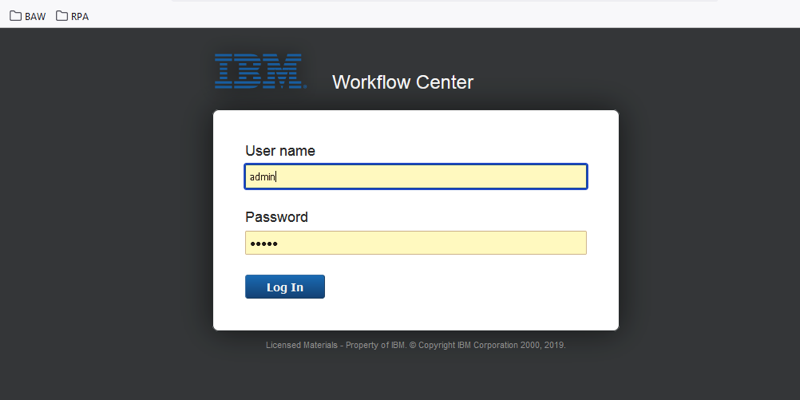 BAW RPA
IBM® Workflow Center
User name
admin
Password
•••••
Log In
Licensed Materials - Property of IBM. © Copyright IBM Corporation 2000, 2019.